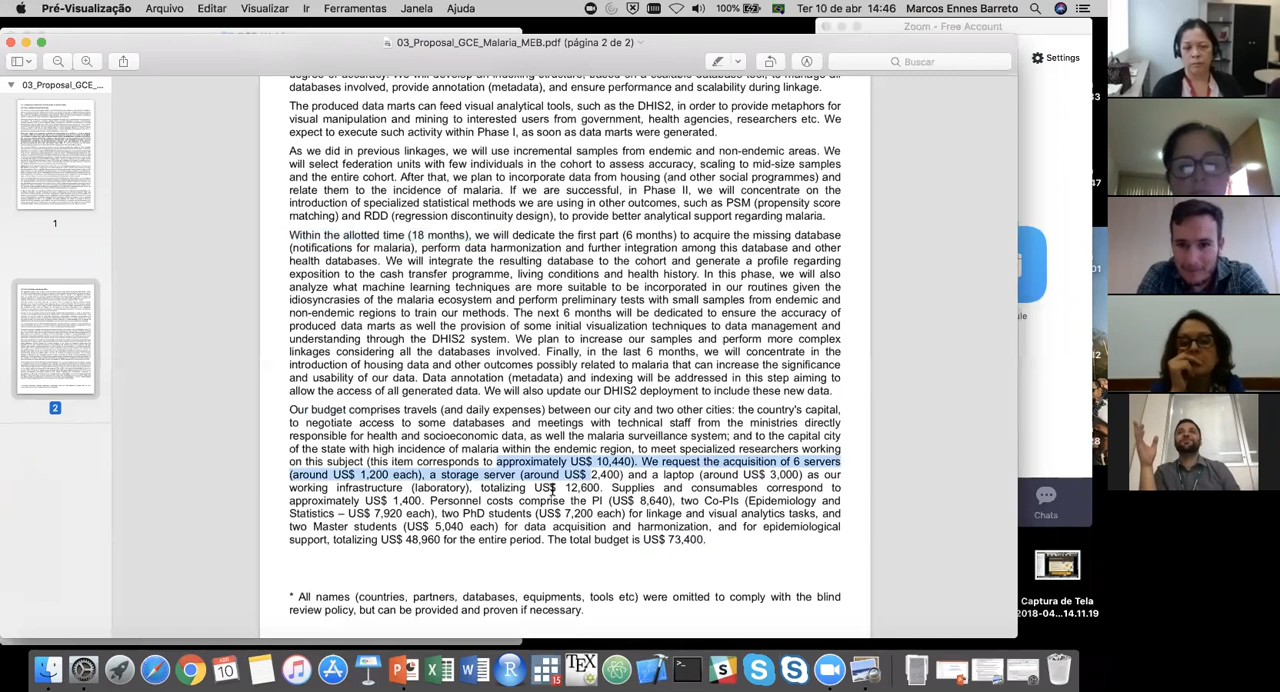 Pré-Visualização Arquivo Editar Visualizar Ir Ferramentas Janela Ajuda 100% Ter 10 de abr 14:46 Marcos Ennes Barreto
Zoom - Free Account
03_Proposal_GCE_Malaria_MEB.pdf (página 2 de 2)
Buscar
Settings
03_Proposal_GCE_...
1
2
databases involved, provide annotation (metadata), and ensure performance and scalability during linkage.
The produced data marts can feed visual analytical tools, such as the DHIS2, in order to provide metaphors for
visual manipulation and mining to interested users from government, health agencies, researchers etc. We
expect to execute such activity within Phase I, as soon as data marts were generated.
As we did in previous linkages, we will use incremental samples from endemic and non-endemic areas. We
will select federation units with few individuals in the cohort to assess accuracy, scaling to mid-size samples
and the entire cohort. After that, we aim to incorporate data from housing (and other social programmes) and
relate them to the incidence of malaria. If we are successful, in Phase II, we will concentrate on the
introduction of specialized statistical methods we are using in other outcomes, such as PSM (propensity score
matching) and RDD (regression discontinuity design), to provide better analytical support regarding malaria.
Within the allotted time (18 months), we will dedicate the first part (6 months) to acquire the missing database
(notifications for malaria), perform data harmonization and further integration among this database and other
health databases. We will integrate the resulting database to the cohort and generate a profile regarding
exposition to the cash transfer programme, living conditions and health history. In this phase, we will also
analyze what machine learning techniques are more suitable to be incorporated in our routines given the
idiosyncrasies of the malaria ecosystem and perform preliminary tests with small samples from endemic and
non-endemic regions to train our methods. The next 6 months will be dedicated to ensure the accuracy of
produced data marts as well the provision of some initial visualization techniques to data management and
understanding through the DHIS2 system. We plan to increase our samples and perform more complex
linkages considering all the databases involved. Finally, in the last 6 months, we will concentrate in the
introduction of housing data and other outcomes possibly related to malaria that can increase the significance
and usability of our data. Data annotation (metadata) and indexing will be addressed in this step aiming to
allow the access of all generated data. We will also update our DHIS2 deployment to include these new data.
Our budget comprises travels (and daily expenses) between our city and two other cities: the country's capital,
to negotiate access to some databases and meetings with technical staff from the ministries directly
responsible for health and socioeconomic data, as well the malaria surveillance system; and to the capital city
of the state with high incidence of malaria within the endemic region, to meet specialized researchers working
on this subject (this item corresponds to approximately US$ 10,440). We request the acquisition of 6 servers
(around US$ 1,200 each), a storage server (around US$ 2,400) and a laptop (around US$ 3,000) as our
working infrastructure (laboratory), totalizing US$ 12,600. Supplies and consumables correspond to
approximately US$ 1,400. Personnel costs comprise the PI (US$ 8,640), two Co-PIs (Epidemiology and
Statistics – US$ 7,920 each), two PhD students (US$ 7,200 each) for linkage and visual analytics tasks, and
two Master students (US$ 5,040 each) for data acquisition and harmonization, and for epidemiological
support, totalizing US$ 48,960 for the entire period. The total budget is US$ 73,400.
* All names (countries, partners, databases, equipments, tools etc) were omitted to comply with the blind
review policy, but can be provided and proven if necessary.
Chats
Captura de Tela
2018-04...14.11.19